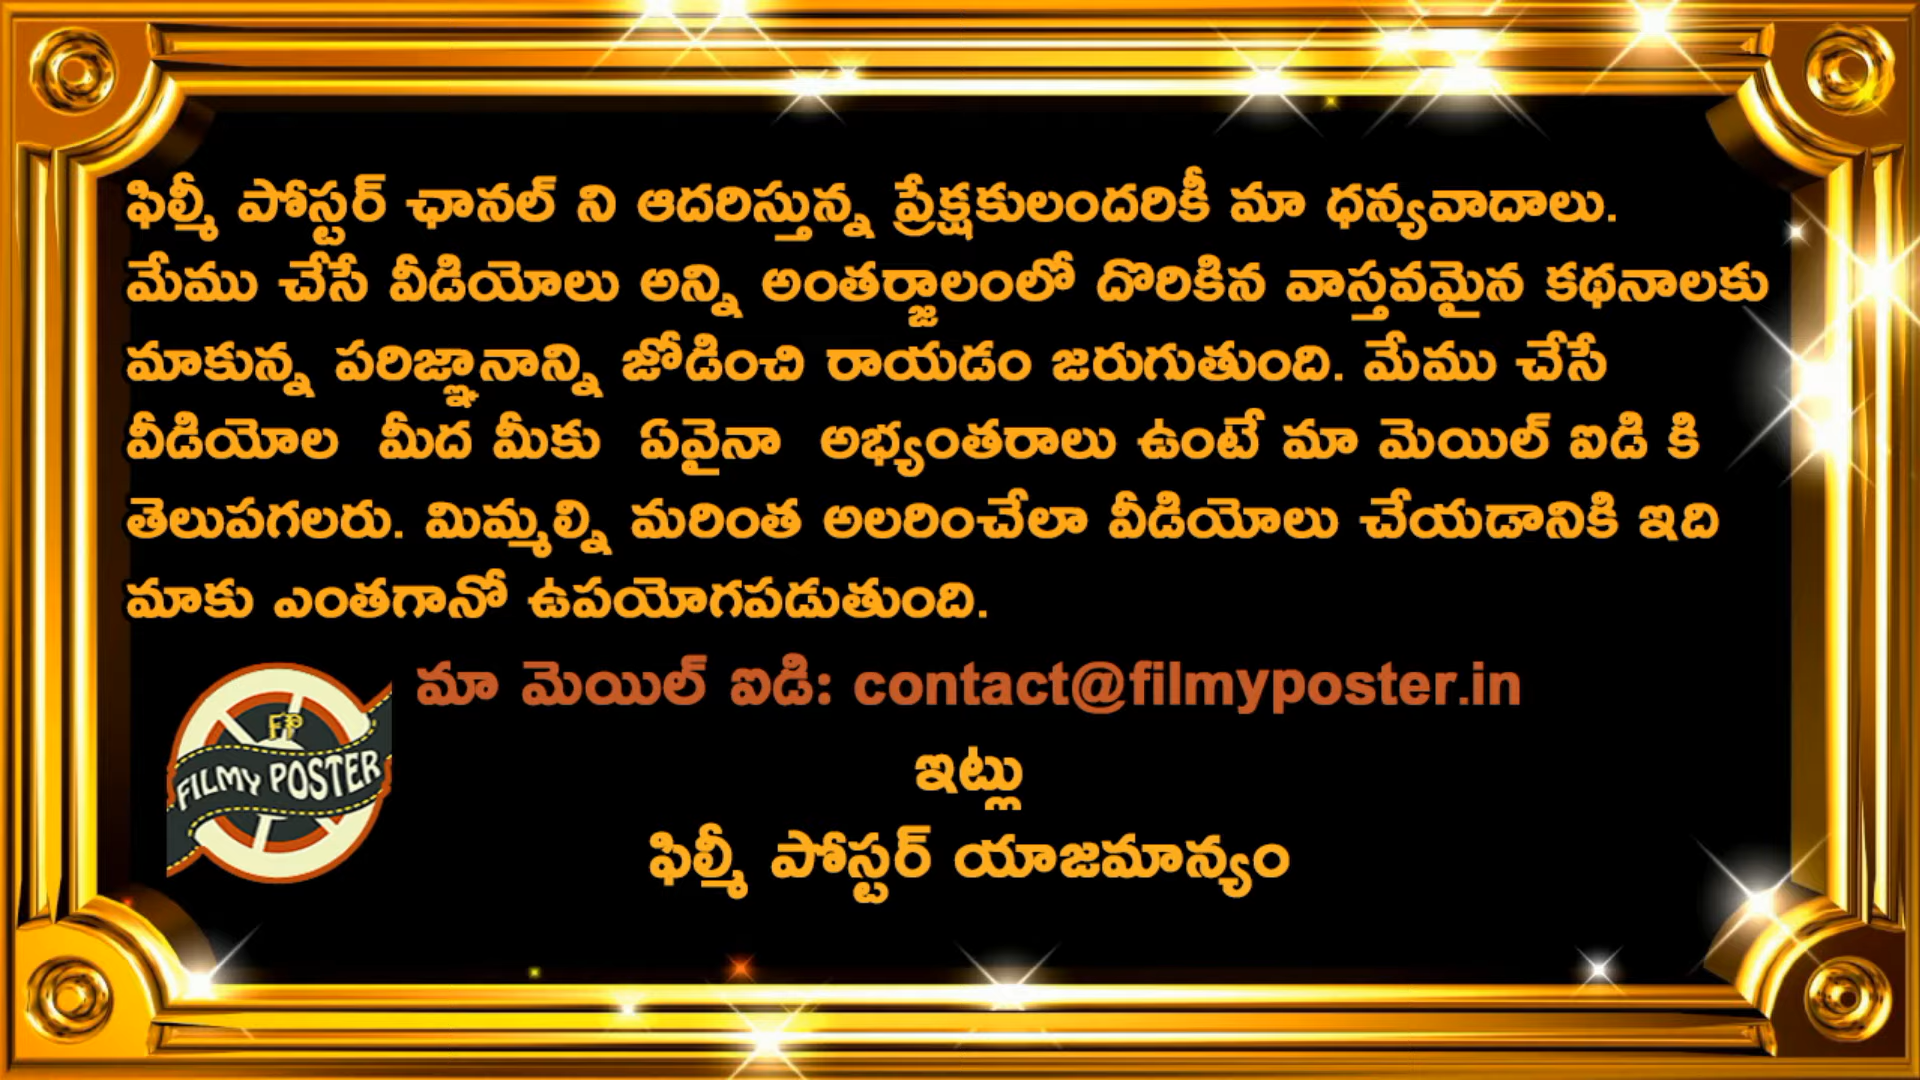 ఫిల్మీ పోస్టర్ ఛానల్ ని ఆదరిస్తున్న ప్రేక్షకులందరికీ మా ధన్యవాదాలు.
మేము చేసే వీడియోలు అన్ని అంతర్జాలంలో దొరికిన వాస్తవమైన కథనాలకు
మాకున్న పరిజ్ఞానాన్ని జోడించి రాయడం జరుగుతుంది. మేము చేసే
వీడియోల మీద మీకు ఏవైనా అభ్యంతరాలు ఉంటే మా మెయిల్ ఐడి కి
తెలుపగలరు. మిమ్మల్ని మరింత అలరించేలా వీడియోలు చేయడానికి ఇది
మాకు ఎంతగానో ఉపయోగపడుతుంది.
మా మెయిల్ ఐడి: contact@filmyposter.in
FP
FILMY POSTER
ఇట్లు
ఫిల్మీ పోస్టర్ యాజమాన్యం